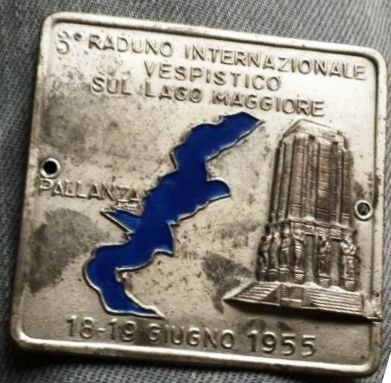 3° RADUNO INTERNAZIONALE
VESPISTICO
SUL LAGO MAGGIORE
PALLANZA
18-19 GIUGNO 1955